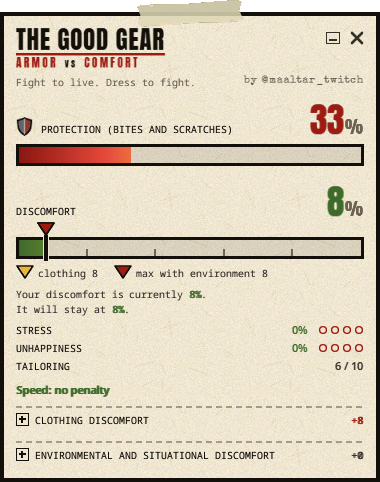 THE GOOD GEAR
ARMOR vs COMFORT
Fight to live. Dress to fight.
by @maaltar_twitch
PROTECTION (BITES AND SCRATCHES) 33%
DISCOMFORT 8%
clothing 8 max with environment 8
Your discomfort is currently 8%.
It will stay at 8%.
STRESS 0%
UNHAPPINESS 0%
TAILORING 6 / 10
Speed: no penalty
CLOTHING DISCOMFORT +8
ENVIRONMENTAL AND SITUATIONAL DISCOMFORT +0